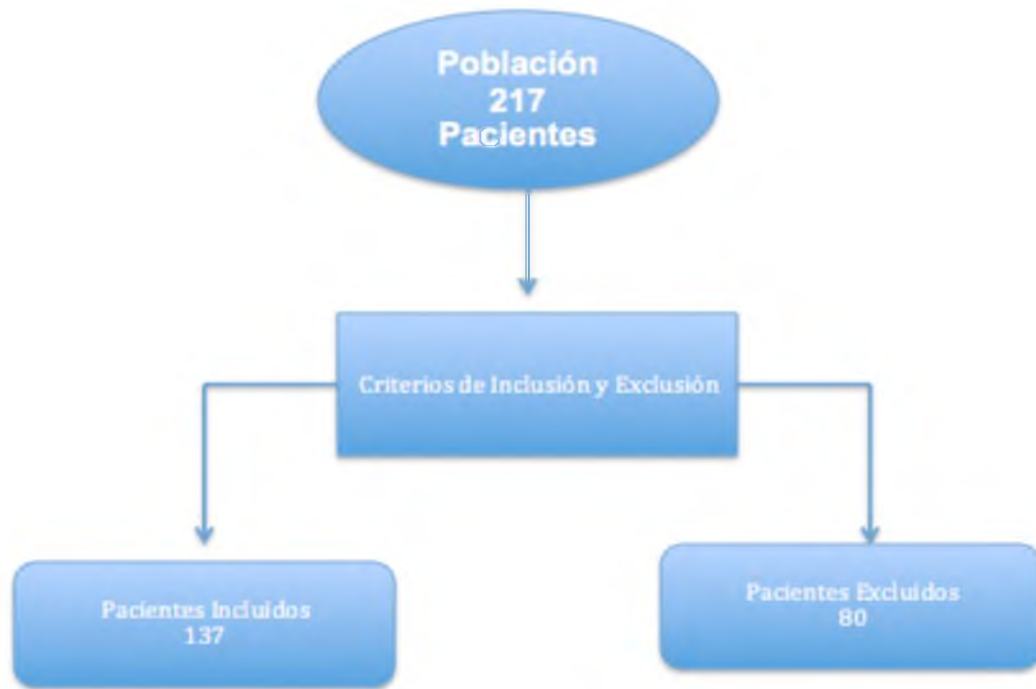 Población
217
Pacientes
Criterios de Inclusión y Exclusión
Pacientes Incluidos
137
Pacientes Excluidos
80